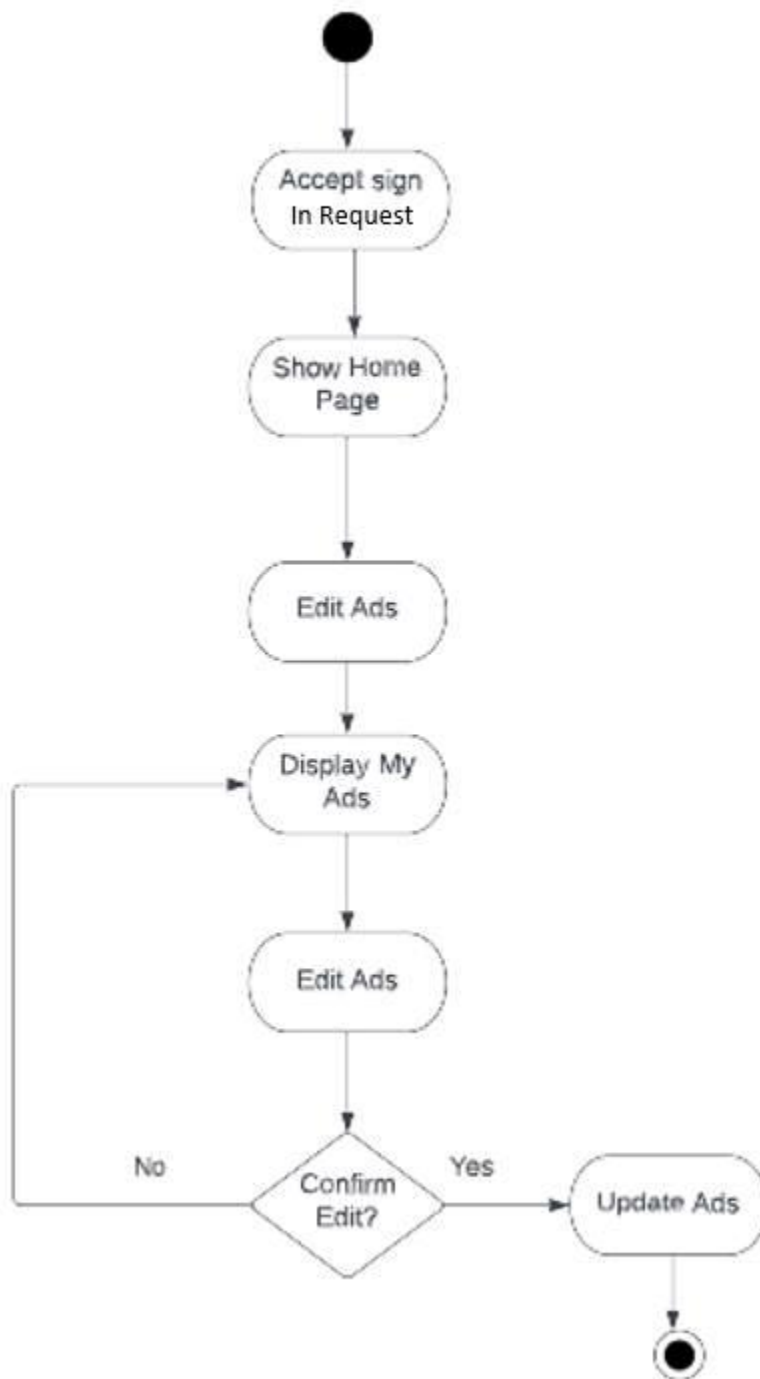 Accept sign
In Request
Show Home
Page
Edit Ads
Display My
Ads
Edit Ads
No
Confirm
Edit?
Yes
Update Ads